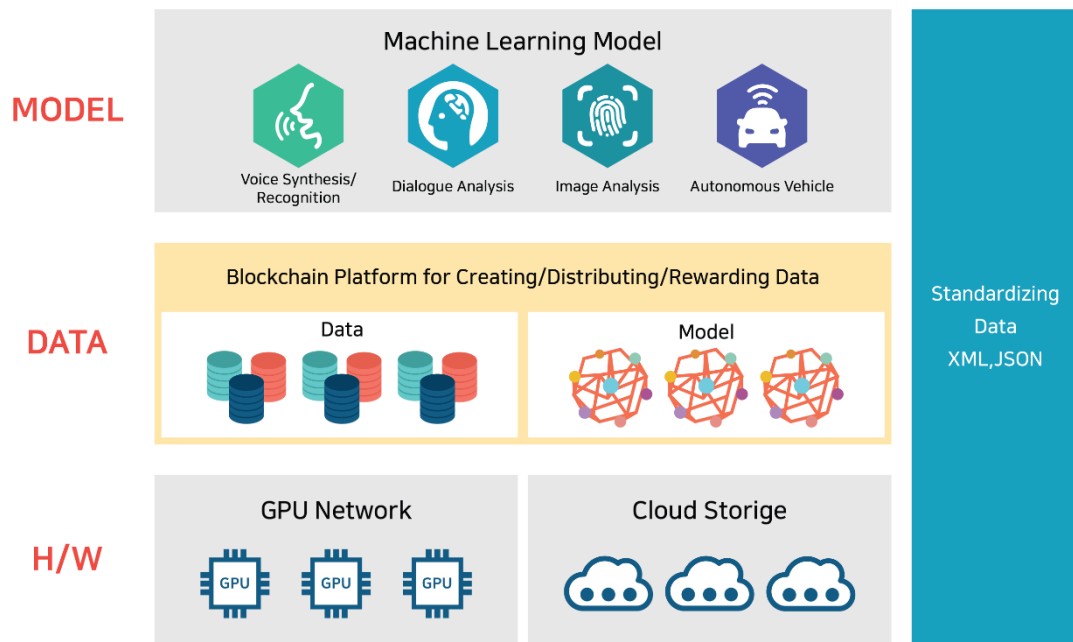 MODEL
Machine Learning Model
Voice Synthesis/
Recognition
Dialogue Analysis
Image Analysis
Autonomous Vehicle
DATA
Blockchain Platform for Creating/Distributing/Rewarding Data
Data
Model
H/W
GPU Network
GPU
GPU
GPU
Cloud Storige
Standardizing
Data
XML,JSON